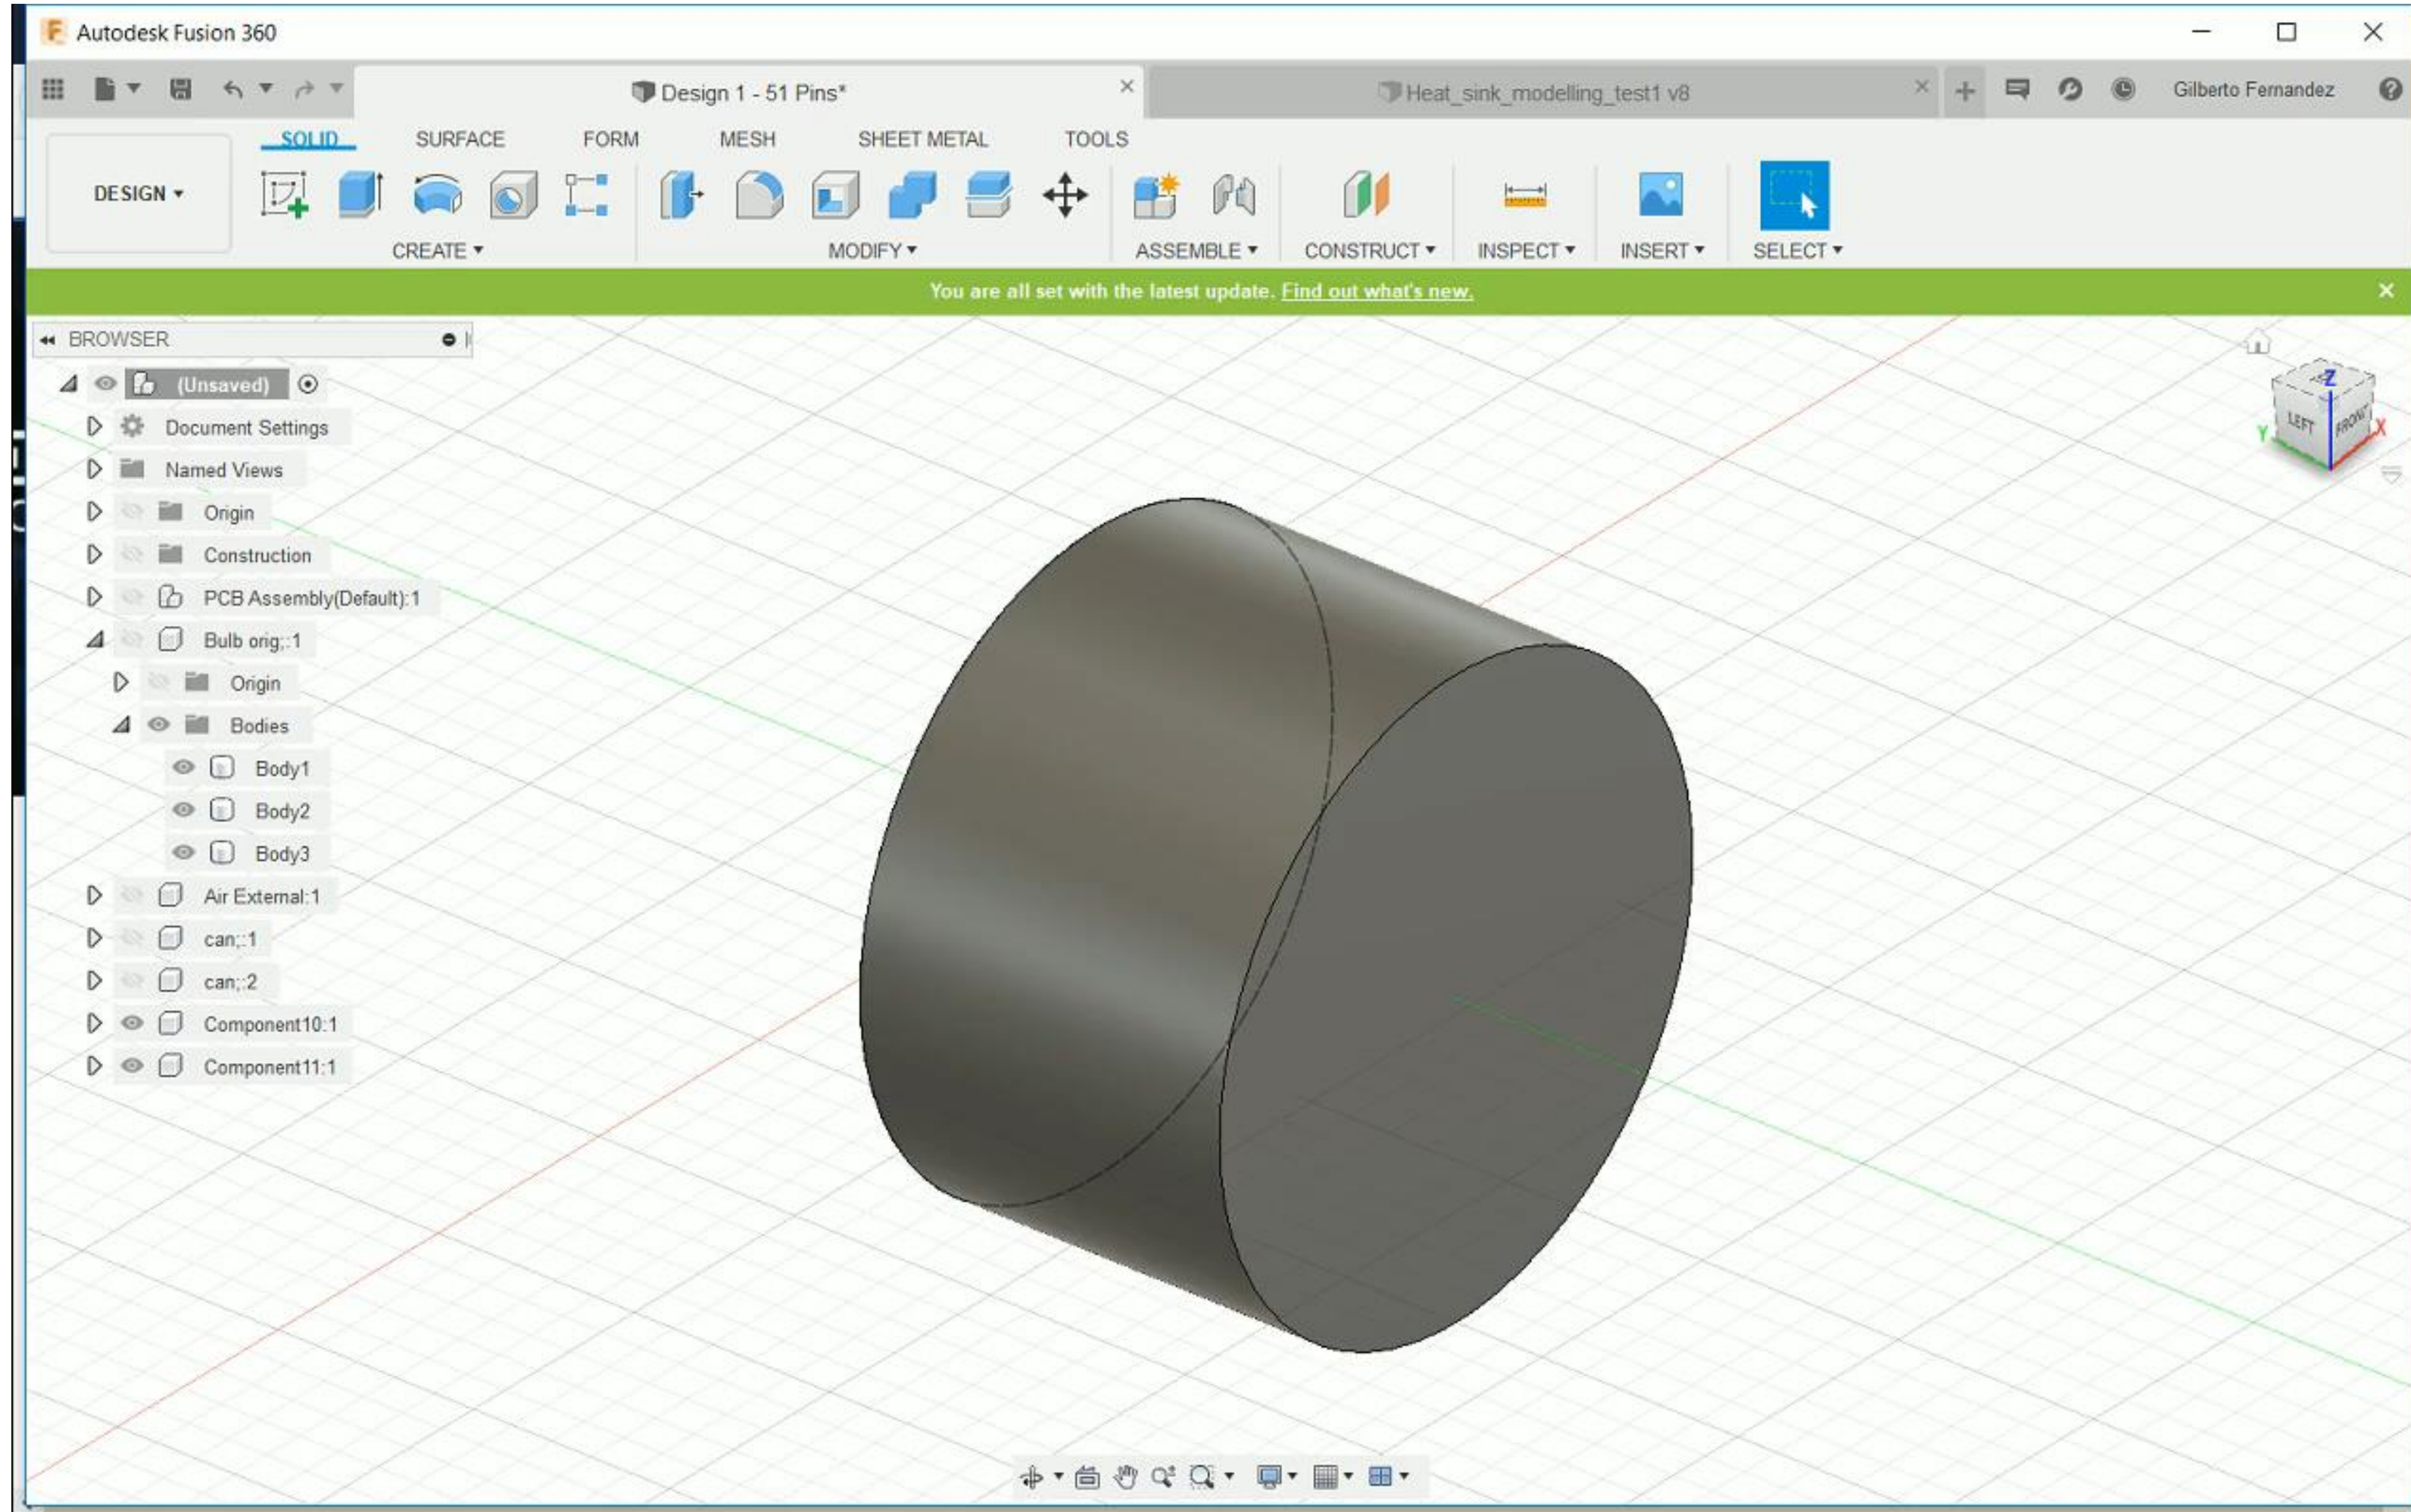 Autodesk Fusion 360
Design 1 - 51 Pins*
Heat_sink_modelling_test1 v8
Gilberto Fernandez
SOLID SURFACE FORM MESH SHEET METAL TOOLS
DESIGN
CREATE MODIFY ASSEMBLE CONSTRUCT INSPECT INSERT SELECT
You are all set with the latest update. Find out what's new.
BROWSER
(Unsaved)
Document Settings
Named Views
Origin
Construction
PCB Assembly(Default):1
Bulb orig;:1
Origin
Bodies
Body1
Body2
Body3
Air External:1
can;:1
can;:2
Component10:1
Component11:1
Z
LEFT FRONT
Y X